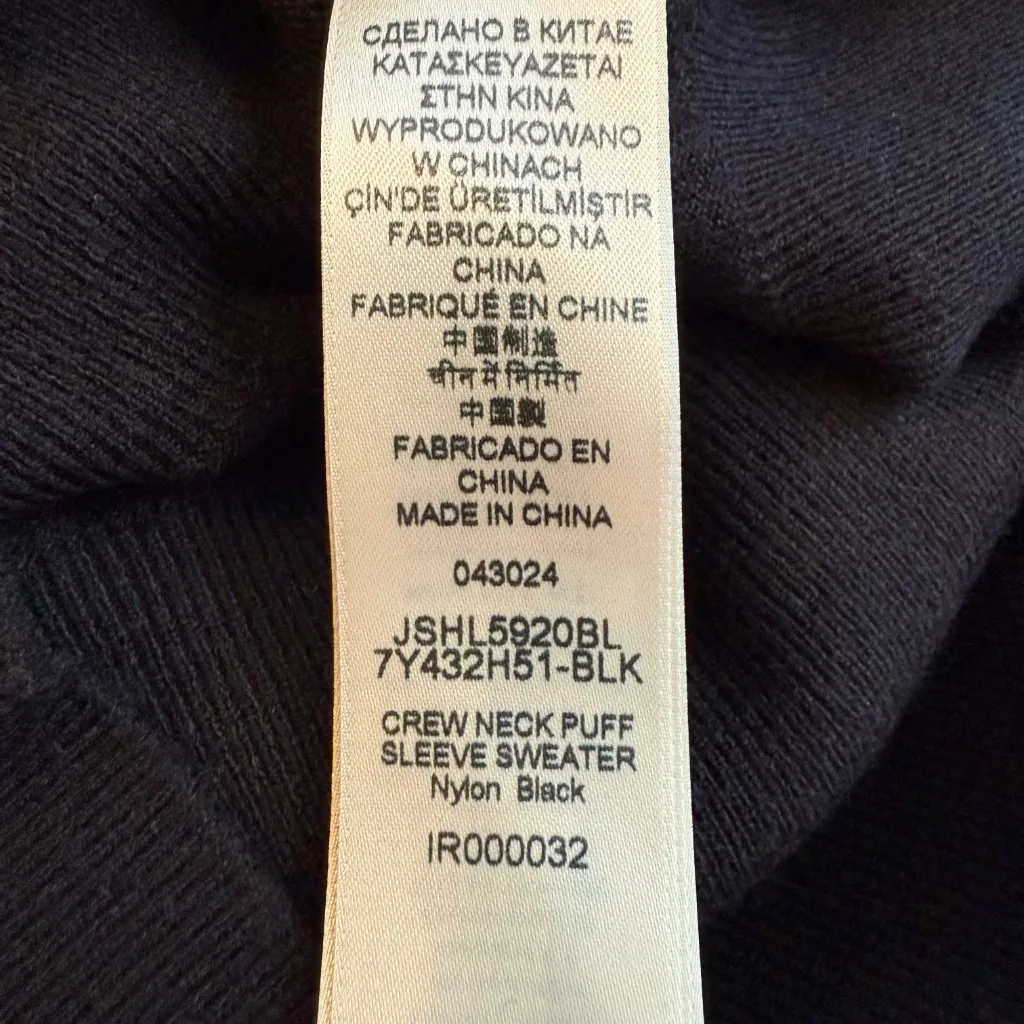 СДЕЛАНО В КИТАЕ
ΚΑΤΑΣΚΕΥΑΖΕΤΑΙ
ΣΤΗΝ ΚΙΝΑ
WYPRODUKOWANO
W CHINACH
ÇİN'DE ÜRETİLMİŞTİR
FABRICADO NA
CHINA
FABRIQUÉ EN CHINE
中国制造
चीन में निर्मित
中國製
FABRICADO EN
CHINA
MADE IN CHINA
043024
JSHL5920BL
7Y432H51-BLK
CREW NECK PUFF
SLEEVE SWEATER
Nylon Black
IR000032